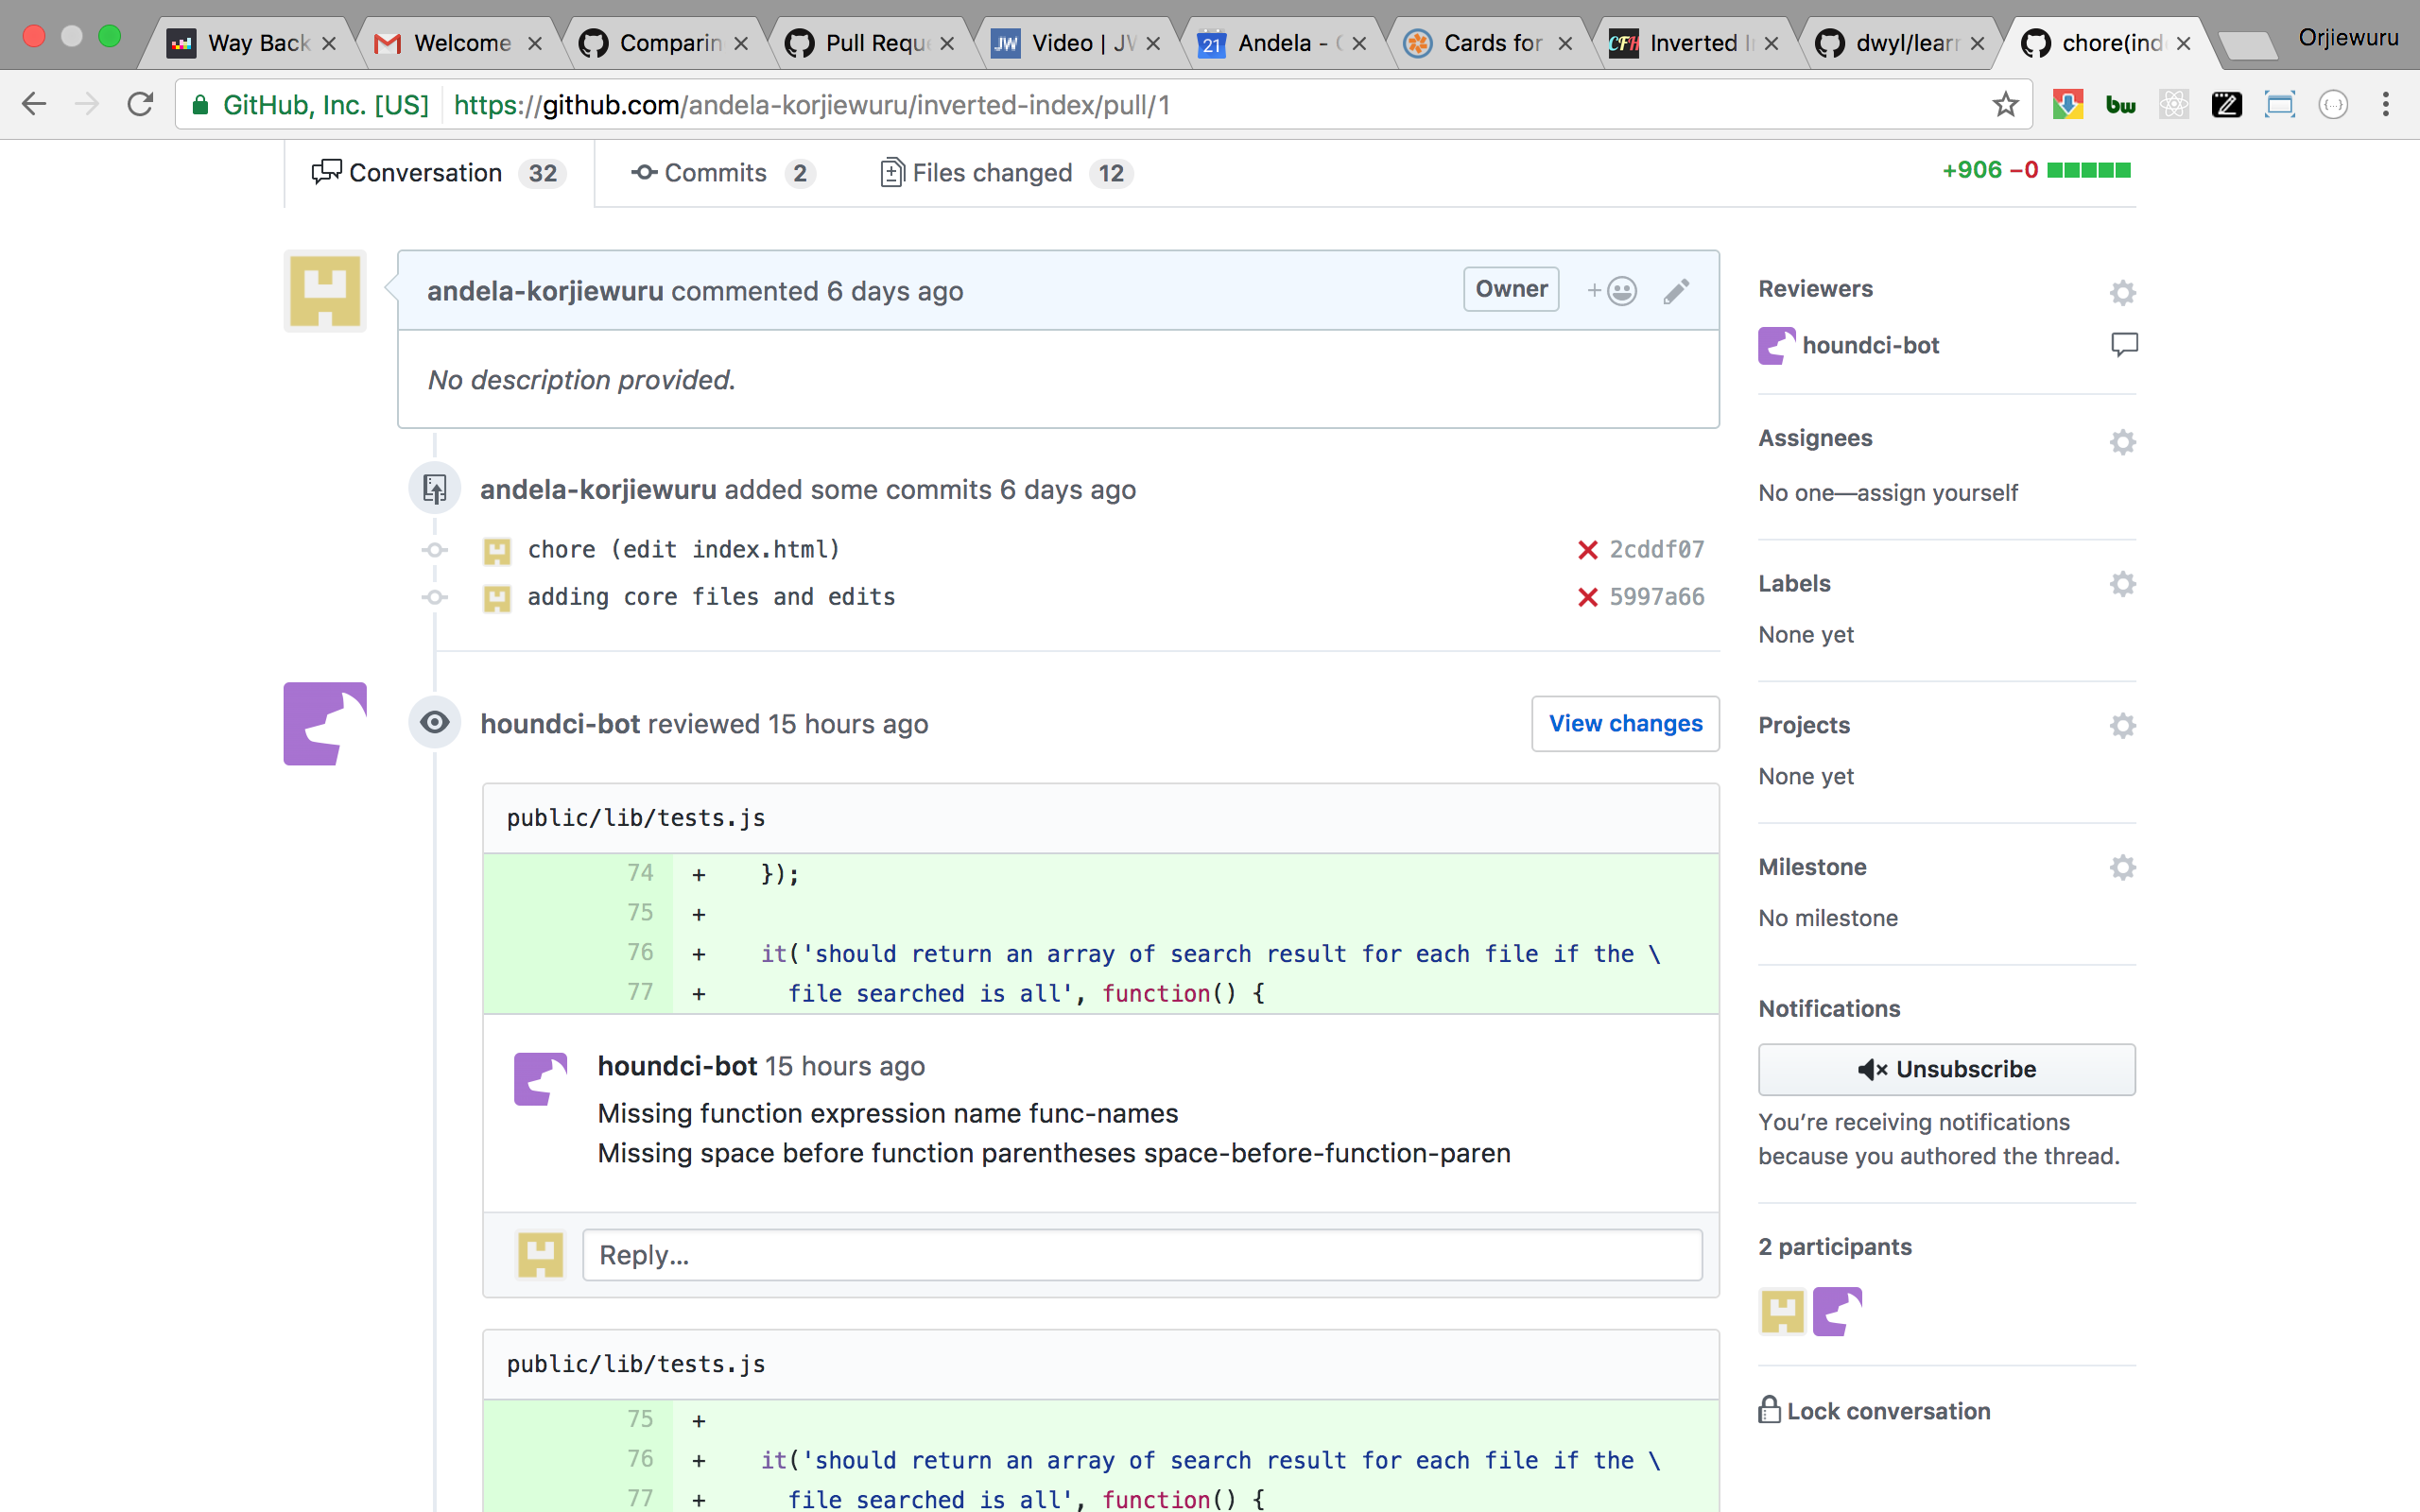 Way Back
Welcome
Comparin
Pull Requ
JW Video | JW
21 Andela - C
Cards for
CFH Inverted I
dwyl/lear
chore(ind
Orjiewuru
GitHub, Inc. [US] https://github.com/andela-korjiewuru/inverted-index/pull/1
bw
Conversation 32 Commits 2 Files changed 12 +906 −0
andela-korjiewuru commented 6 days ago Owner +
No description provided.
andela-korjiewuru added some commits 6 days ago
chore (edit index.html) 2cddf07
adding core files and edits 5997a66
houndci-bot reviewed 15 hours ago View changes
public/lib/tests.js
74 + });
75 +
76 + it('should return an array of search result for each file if the \
77 + file searched is all', function() {
houndci-bot 15 hours ago
Missing function expression name func-names
Missing space before function parentheses space-before-function-paren
Reply...
public/lib/tests.js
75 +
76 + it('should return an array of search result for each file if the \
77 + file searched is all', function() {
Reviewers
houndci-bot
Assignees
No one—assign yourself
Labels
None yet
Projects
None yet
Milestone
No milestone
Notifications
Unsubscribe
You’re receiving notifications
because you authored the thread.
2 participants
Lock conversation